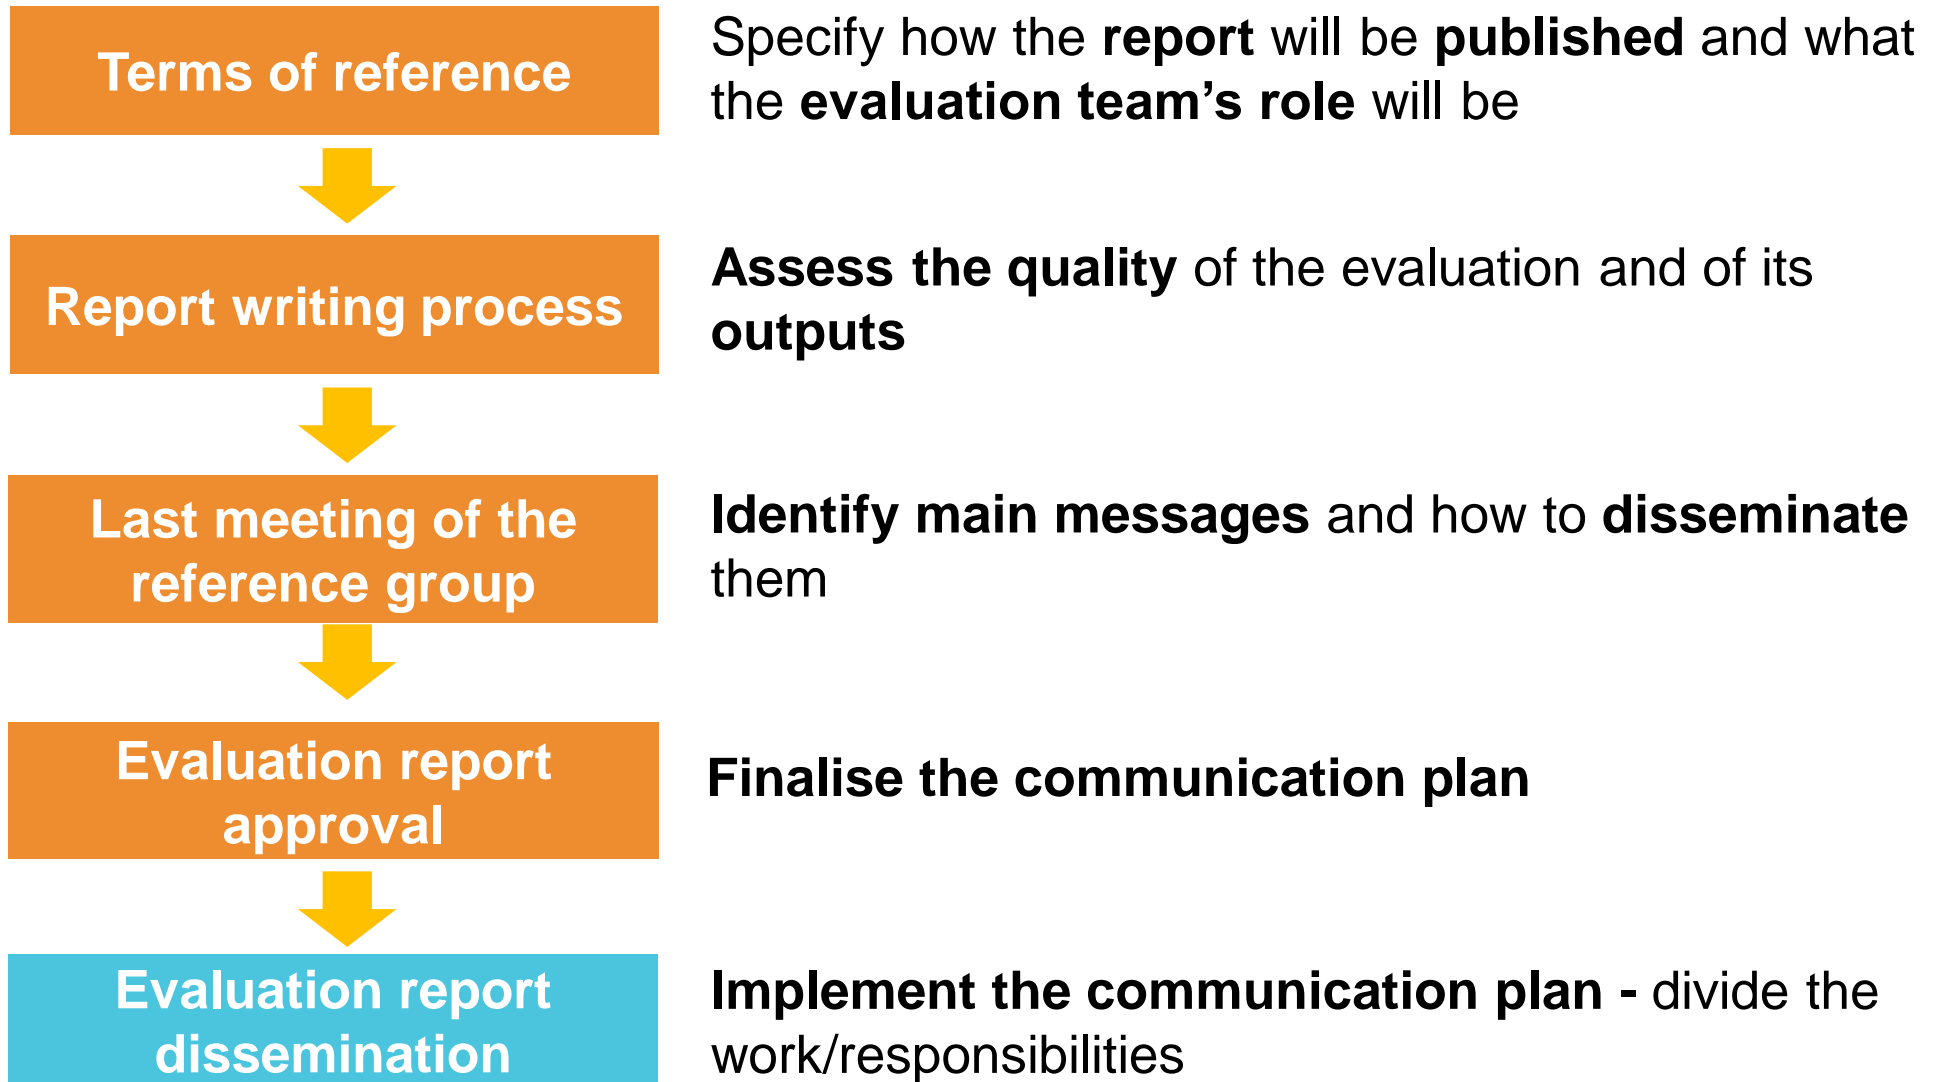 Terms of reference
Specify how the report will be published and what
the evaluation team’s role will be
Report writing process
Assess the quality of the evaluation and of its
outputs
Last meeting of the
reference group
Identify main messages and how to disseminate
them
Evaluation report
approval
Finalise the communication plan
Evaluation report
dissemination
Implement the communication plan - divide the
work/responsibilities